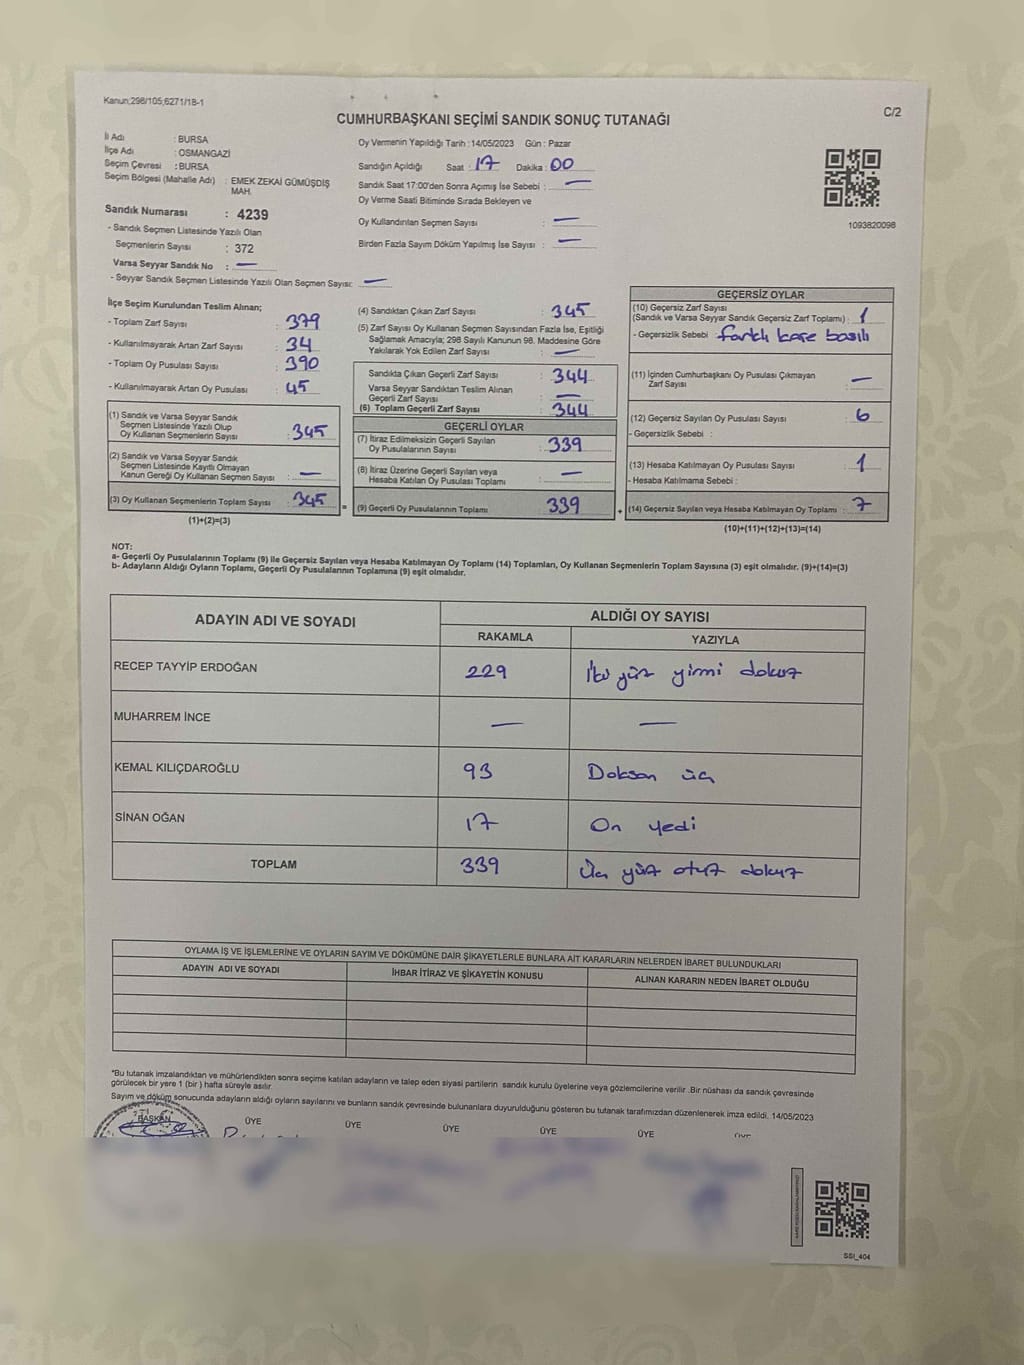 Kanun;298/105;6271/18-1
C/2
CUMHURBAŞKANI SEÇİMİ SANDIK SONUÇ TUTANAĞI
İl Adı : BURSA
İlçe Adı : OSMANGAZİ
Seçim Çevresi : BURSA
Seçim Bölgesi (Mahalle Adı) : EMEK ZEKAİ GÜMÜŞDİŞ
MAH.
Sandık Numarası : 4239
- Sandık Seçmen Listesinde Yazılı Olan
Seçmenlerin Sayısı : 372
Varsa Seyyar Sandık No : —
- Seyyar Sandık Seçmen Listesinde Yazılı Olan Seçmen Sayısı: —
Oy Vermenin Yapıldığı Tarih : 14/05/2023 Gün : Pazar
Sandığın Açıldığı Saat : 17 Dakika : 00
Sandık Saat 17:00'den Sonra Açımış İse Sebebi : —
Oy Verme Saati Bitiminde Sırada Bekleyen ve
Oy Kullandırılan Seçmen Sayısı : —
Birden Fazla Sayım Döküm Yapılmış İse Sayısı : —
1093820098
İlçe Seçim Kurulundan Teslim Alınan;
- Toplam Zarf Sayısı : 379
- Kullanılmayarak Artan Zarf Sayısı : 34
- Toplam Oy Pusulası Sayısı : 390
- Kullanılmayarak Artan Oy Pusulası : 45
(1) Sandık ve Varsa Seyyar Sandık
Seçmen Listesinde Yazılı Olup
Oy Kullanan Seçmenlerin Sayısı : 345
(2) Sandık ve Varsa Seyyar Sandık
Seçmen Listesinde Kayıtlı Olmayan
Kanun Gereği Oy Kullanan Seçmen Sayısı : —
(3) Oy Kullanan Seçmenlerin Toplam Sayısı : 345
(1)+(2)=(3)
(4) Sandıktan Çıkan Zarf Sayısı : 345
(5) Zarf Sayısı Oy Kullanan Seçmen Sayısından Fazla İse, Eşitliği
Sağlamak Amacıyla; 298 Sayılı Kanunun 98. Maddesine Göre
Yakılarak Yok Edilen Zarf Sayısı : —
Sandıkta Çıkan Geçerli Zarf Sayısı : 344
Varsa Seyyar Sandıktan Teslim Alınan
Geçerli Zarf Sayısı : —
(6) Toplam Geçerli Zarf Sayısı : 344
GEÇERLİ OYLAR
(7) İtiraz Edilmeksizin Geçerli Sayılan
Oy Pusulalarının Sayısı : 339
(8) İtiraz Üzerine Geçerli Sayılan veya
Hesaba Katılan Oy Pusulası Toplamı : —
= (9) Geçerli Oy Pusulalarının Toplamı 339
GEÇERSİZ OYLAR
(10) Geçersiz Zarf Sayısı
(Sandık ve Varsa Seyyar Sandık Geçersiz Zarf Toplamı) : 1
- Geçersizlik Sebebi : farklı kaşe basılı
(11) İçinden Cumhurbaşkanı Oy Pusulası Çıkmayan
Zarf Sayısı : —
(12) Geçersiz Sayılan Oy Pusulası Sayısı : 6
- Geçersizlik Sebebi :
(13) Hesaba Katılmayan Oy Pusulası Sayısı : 1
- Hesaba Katılmama Sebebi :
+ (14) Geçersiz Sayılan veya Hesaba Katılmayan Oy Toplamı : 7
(10)+(11)+(12)+(13)=(14)
NOT:
a- Geçerli Oy Pusulalarının Toplamı (9) ile Geçersiz Sayılan veya Hesaba Katılmayan Oy Toplamı (14) Toplamları, Oy Kullanan Seçmenlerin Toplam Sayısına (3) eşit olmalıdır. (9)+(14)=(3)
b- Adayların Aldığı Oyların Toplamı, Geçerli Oy Pusulalarının Toplamına (9) eşit olmalıdır.
ADAYIN ADI VE SOYADI ALDIĞI OY SAYISI
RAKAMLA YAZIYLA
RECEP TAYYİP ERDOĞAN 229 İki yüz yirmi dokuz
MUHARREM İNCE — —
KEMAL KILIÇDAROĞLU 93 Doksan üç
SİNAN OĞAN 17 On yedi
TOPLAM 339 Üç yüz otuz dokuz
OYLAMA İŞ VE İŞLEMLERİNE VE OYLARIN SAYIM VE DÖKÜMÜNE DAİR ŞİKAYETLERLE BUNLARA AİT KARARLARIN NELERDEN İBARET BULUNDUKLARI
ADAYIN ADI VE SOYADI İHBAR İTİRAZ VE ŞİKAYETİN KONUSU ALINAN KARARIN NEDEN İBARET OLDUĞU
*Bu tutanak imzalandıktan ve mühürlendikten sonra seçime katılan adayların ve talep eden siyasi partilerin sandık kurulu üyelerine veya gözlemcilerine verilir .Bir nüshası da sandık çevresinde
görülecek bir yere 1 (bir ) hafta süreyle asılır.
Sayım ve döküm sonucunda adayların aldığı oyların sayılarını ve bunların sandık çevresinde bulunanlara duyurulduğunu gösteren bu tutanak tarafımızdan düzenlenerek imza edildi. 14/05/2023
BAŞKAN ÜYE ÜYE ÜYE ÜYE ÜYE ÜYE
SSI_404